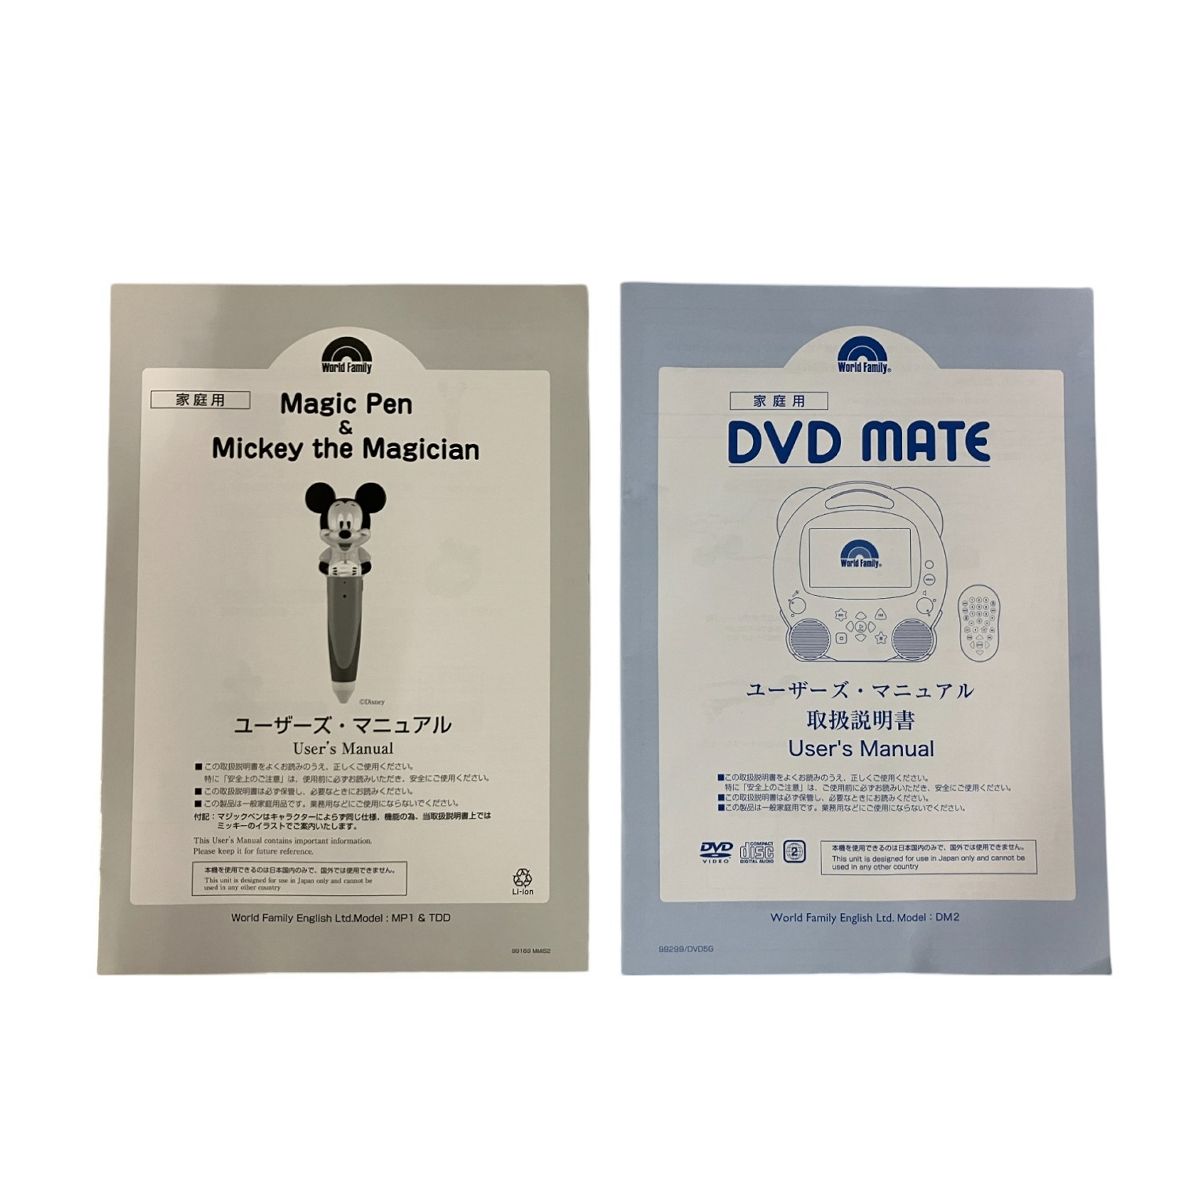 World Family
家庭用
Magic Pen
&
Mickey the Magician
©Disney
ユーザーズ・マニュアル
User's Manual
■この取扱説明書をよくお読みのうえ、正しくご使用ください。
特に「安全上のご注意」は、使用前に必ずお読みいただき、安全にご使用ください。
■この取扱説明書は必ず保管し、必要なときにお読みください。
■この製品は一般家庭用品です。業務用などにご使用にならないでください。
付記：マジックペンはキャラクターによらず同じ仕様、機能の為、当取扱説明書上では
ミッキーのイラストでご案内いたします。
This User's Manual contains important information.
Please keep it for future reference.
本機を使用できるのは日本国内のみで、国外では使用できません。
This unit is designed for use in Japan only and cannot be
used in any other country
Li-ion
World Family English Ltd.Model : MP1 & TDD
99169 MMIS2
World Family®
家庭用
DVD MATE
World Family®
ユーザーズ・マニュアル
取扱説明書
User's Manual
■この取扱説明書をよくお読みのうえ、正しくご使用ください。
特に「安全上のご注意」は、ご使用前に必ずお読みいただき、安全にご使用ください。
■この取扱説明書は必ず保管し、必要なときにお読みください。
■この製品は一般家庭用です。業務用などにご使用にならないでください。
DVD
VIDEO
COMPACT
disc
DIGITAL AUDIO
2
本機を使用できるのは日本国内のみで、国外では使用できません。
This unit is designed for use in Japan only and cannot be
used in any other country
World Family English Ltd. Model : DM2
99299/DVD5G